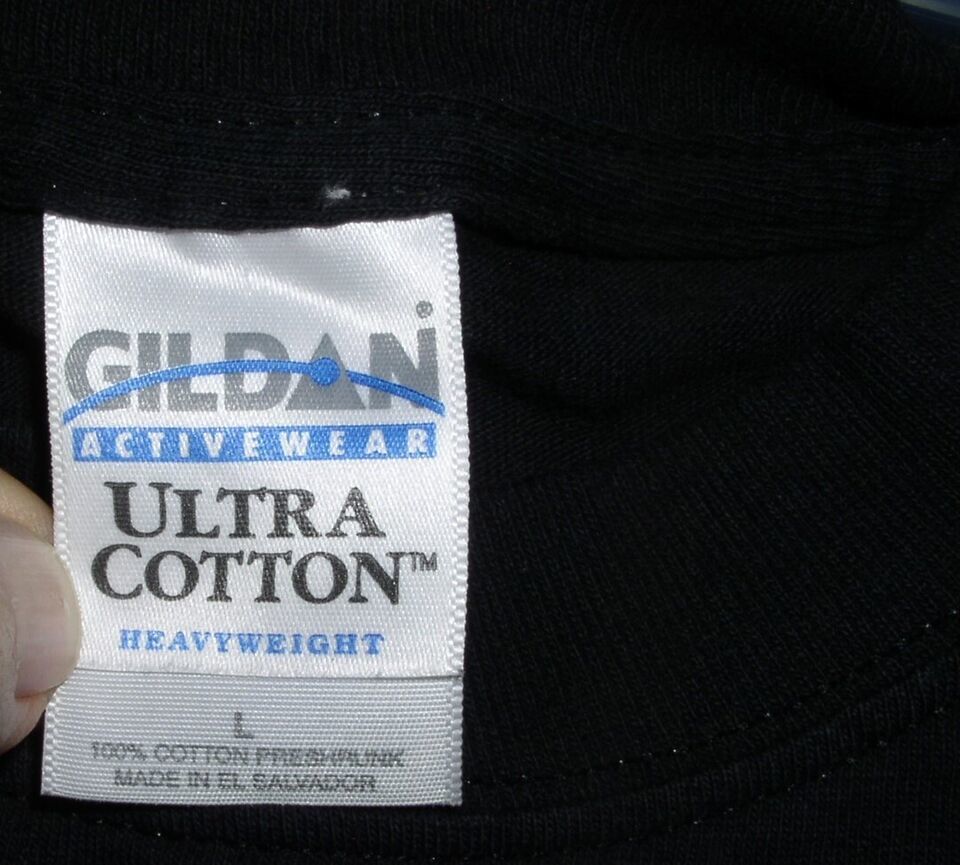 GILDAN®
ACTIVEWEAR
ULTRA
COTTON™
HEAVYWEIGHT
L
100% COTTON PRESHRUNK
MADE IN EL SALVADOR